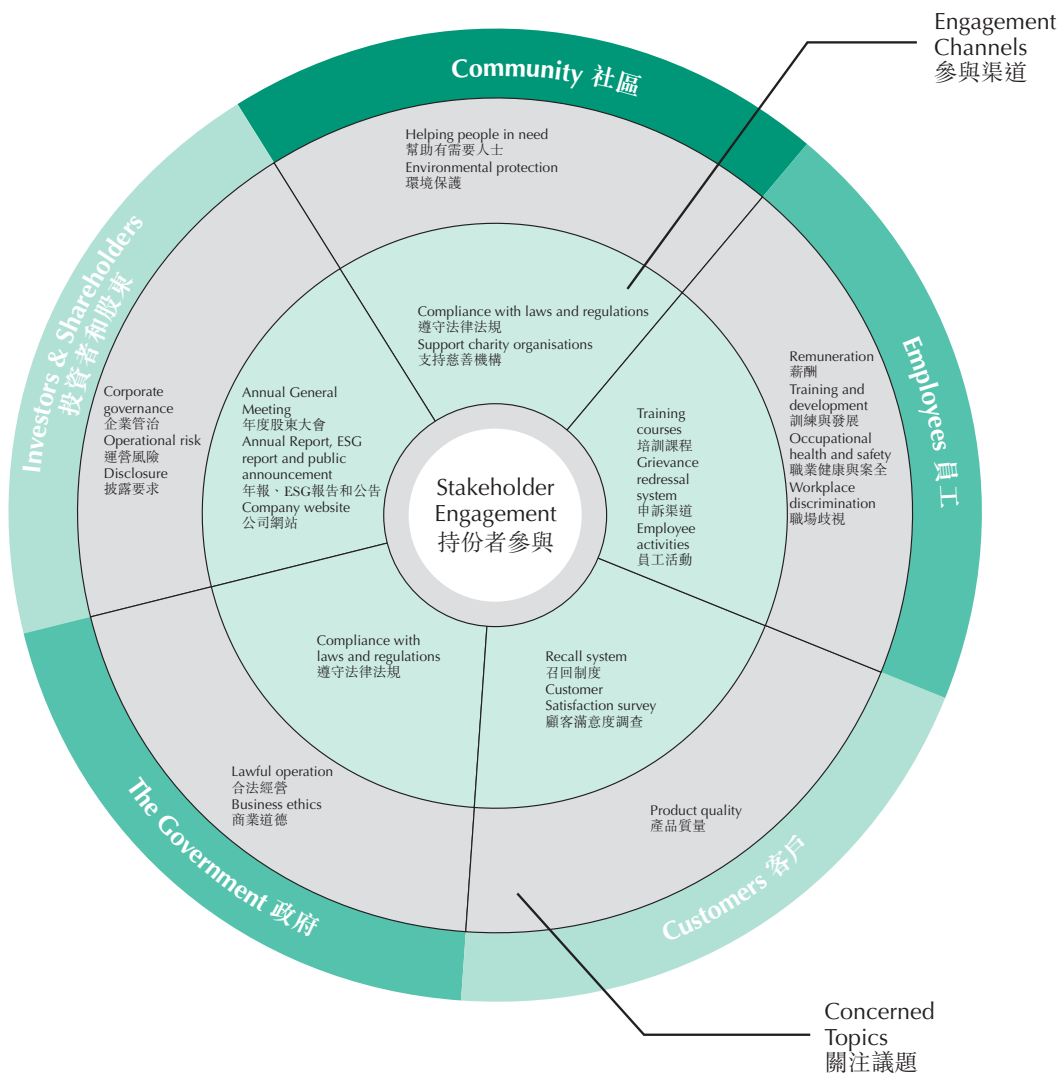 Engagement
Channels
參與渠道
Community 社區
Helping people in need
幫助有需要人士
Environmental protection
環境保護
Compliance with laws and regulations
遵守法律法規
Support charity organisations
支持慈善機構
Investors & Shareholders
投資者和股東
Corporate
governance
企業管治
Operational risk
運營風險
Disclosure
披露要求
Annual General
Meeting
年度股東大會
Annual Report, ESG
report and public
announcement
年報、ESG報告和公告
Company website
公司網站
Stakeholder
Engagement
持份者參與
Training
courses
培訓課程
Grievance
redressal
system
申訴渠道
Employee
activities
員工活動
Remuneration
薪酬
Training and
development
訓練與發展
Occupational
health and safety
職業健康與案全
Workplace
discrimination
職場歧視
Employees 員工
Compliance with
laws and regulations
遵守法律法規
Recall system
召回制度
Customer
Satisfaction survey
顧客滿意度調查
Lawful operation
合法經營
Business ethics
商業道德
Product quality
產品質量
The Government 政府
Customers 客戶
Concerned
Topics
關注議題